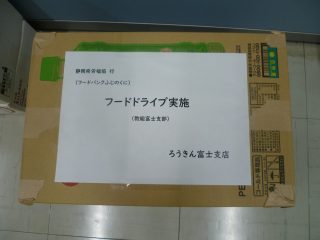 静岡県労福協 行
(フードバンクふじのくに)
フードドライブ実施
(教組富士支部)
ろうきん富士支店